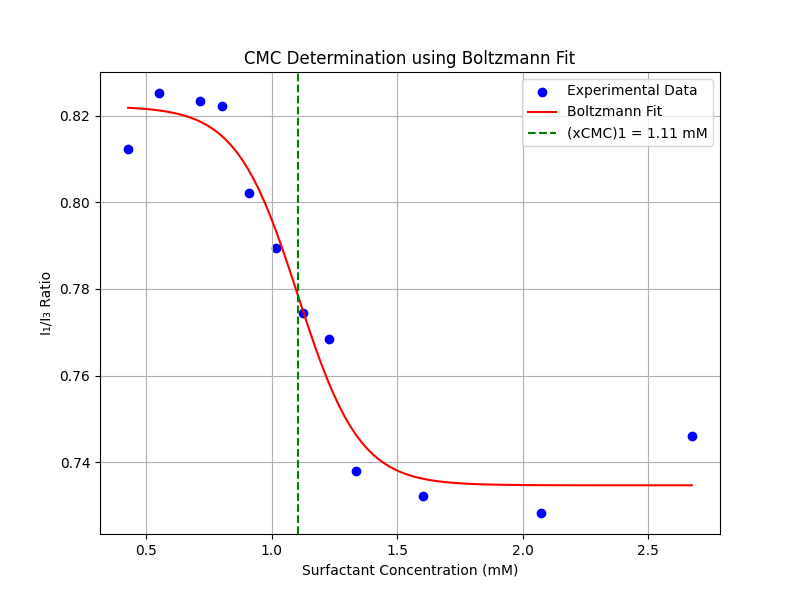 CMC Determination using Boltzmann Fit
Experimental Data
Boltzmann Fit
(xCMC)1 = 1.11 mM
I₁/I₃ Ratio
0.82
0.80
0.78
0.76
0.74
0.5
1.0
1.5
2.0
2.5
Surfactant Concentration (mM)